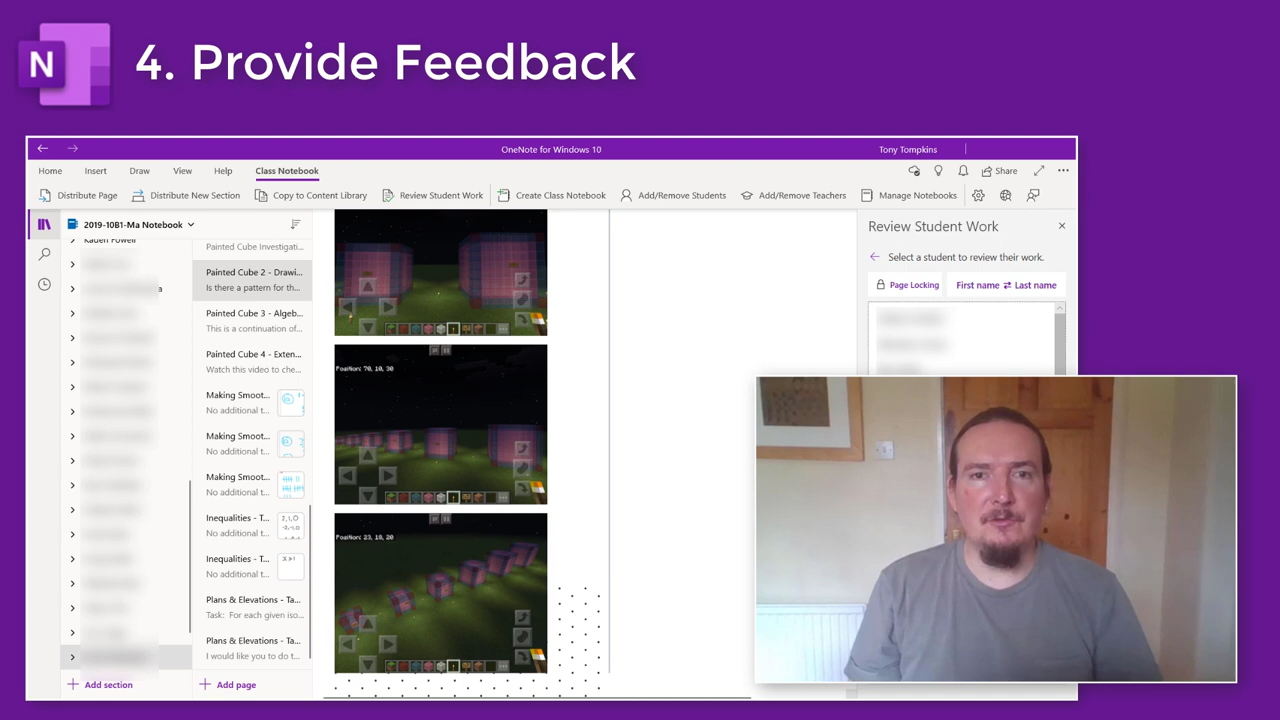 N
4. Provide Feedback
OneNote for Windows 10
Tony Tompkins
Home Insert Draw View Help Class Notebook
Share
Distribute Page Distribute New Section Copy to Content Library Review Student Work Create Class Notebook Add/Remove Students Add/Remove Teachers Manage Notebooks
2019-10B1-Ma Notebook
Kaden Powell
a
Add section
Painted Cube Investigati...
Painted Cube 2 - Drawi...
Is there a pattern for th...
Painted Cube 3 - Algeb...
This is a continuation of...
Painted Cube 4 - Exten...
Watch this video to che...
Making Smoot...
No additional t...
Making Smoot...
No additional t...
Making Smoot...
No additional t...
Inequalities - T...
No additional t...
Inequalities - T...
No additional t...
Plans & Elevations - Ta...
Task: For each given iso...
Plans & Elevations - Ta...
I would like you to do t...
Add page
Position: 70, 10, 30
Position: 23, 18, 20
Review Student Work
Select a student to review their work.
Page Locking First name Last name